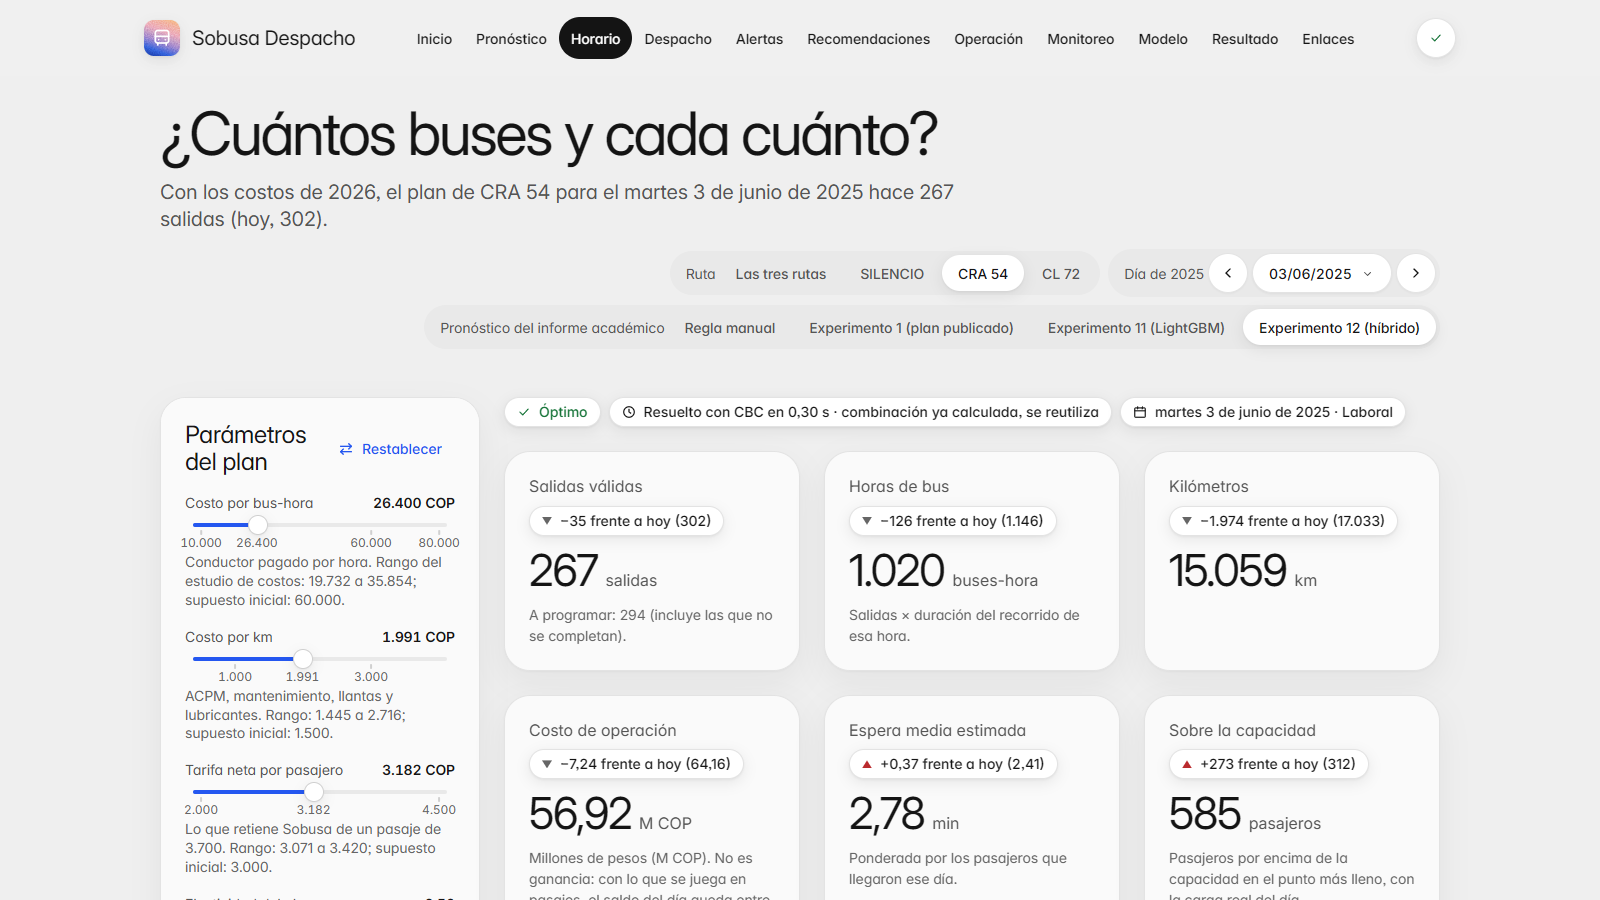 Sobusa Despacho
Inicio
Pronóstico
Horario
Despacho
Alertas
Recomendaciones
Operación
Monitoreo
Modelo
Resultado
Enlaces
¿Cuántos buses y cada cuánto?
Con los costos de 2026, el plan de CRA 54 para el martes 3 de junio de 2025 hace 267
salidas (hoy, 302).
Ruta
Las tres rutas
SILENCIO
CRA 54
CL 72
Día de 2025
03/06/2025
Pronóstico del informe académico
Regla manual
Experimento 1 (plan publicado)
Experimento 11 (LightGBM)
Experimento 12 (híbrido)
Parámetros
del plan
Restablecer
Costo por bus-hora
26.400 COP
10.000
26.400
60.000
80.000
Conductor pagado por hora. Rango del
estudio de costos: 19.732 a 35.854;
supuesto inicial: 60.000.
Costo por km
1.991 COP
1.000
1.991
3.000
ACPM, mantenimiento, llantas y
lubricantes. Rango: 1.445 a 2.716;
supuesto inicial: 1.500.
Tarifa neta por pasajero
3.182 COP
2.000
3.182
4.500
Lo que retiene Sobusa de un pasaje de
3.700. Rango: 3.071 a 3.420; supuesto
inicial: 3.000.
Óptimo
Resuelto con CBC en 0,30 s · combinación ya calculada, se reutiliza
martes 3 de junio de 2025 · Laboral
Salidas válidas
−35 frente a hoy (302)
267 salidas
A programar: 294 (incluye las que no
se completan).
Horas de bus
−126 frente a hoy (1.146)
1.020 buses-hora
Salidas × duración del recorrido de
esa hora.
Kilómetros
−1.974 frente a hoy (17.033)
15.059 km
Costo de operación
−7,24 frente a hoy (64,16)
56,92 M COP
Millones de pesos (M COP). No es
ganancia: con lo que se juega en
pasajes, el saldo del día queda entre
Espera media estimada
+0,37 frente a hoy (2,41)
2,78 min
Ponderada por los pasajeros que
llegaron ese día.
Sobre la capacidad
+273 frente a hoy (312)
585 pasajeros
Pasajeros por encima de la
capacidad en el punto más lleno, con
la carga real del día.